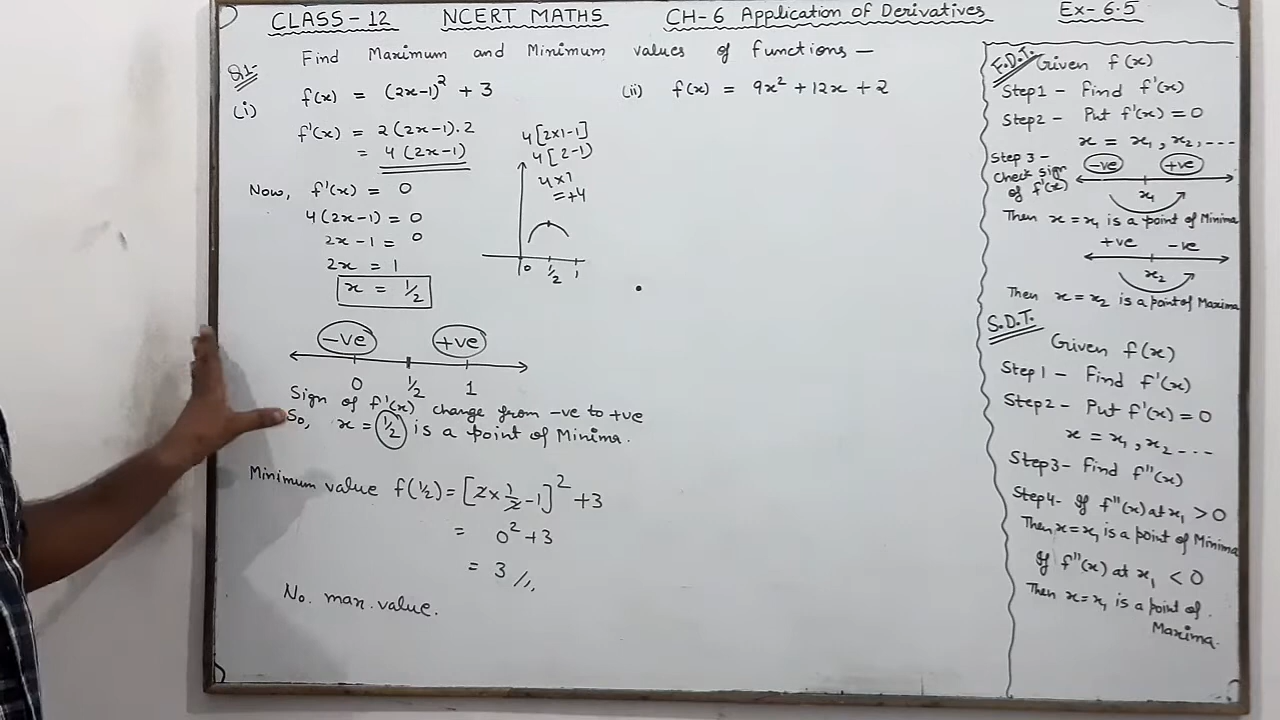 CLASS-12 NCERT MATHS CH-6 Application of Derivatives Ex-6.5
Find Maximum and Minimum values of functions —
Q1-
(i) f(x) = (2x-1)² + 3
f'(x) = 2(2x-1).2
= 4(2x-1)
Now, f'(x) = 0
4(2x-1) = 0
2x-1 = 0
2x = 1
x = 1/2
4[2x1-1]
4[2-1)
4x1
=+4
0 1/2 1
-ve +ve
0 1/2 1
Sign of f'(x) change from -ve to +ve
So, x = 1/2 is a point of Minima.
Minimum value f(1/2) = [2x1/2-1]² +3
= 0²+3
= 3//,,
No. max. value.
(ii) f(x) = 9x² + 12x + 2
F.D.T. Given f(x)
Step1 - Find f'(x)
Step2 - Put f'(x) = 0
x = x₁, x₂, ----
Step 3 -
Check sign
of f'(x)
-ve +ve
x₁
Then x = x₁ is a point of Minima
+ve -ve
x₂
Then x = x₂ is a point of Maxima
S.D.T.
Given f(x)
Step1 - Find f'(x)
Step2 - Put f'(x) = 0
x = x₁, x₂ ---
Step3- Find f''(x)
Step4- If f''(x) at x₁ > 0
Then x = x₁ is a point of Minima
If f''(x) at x₁ < 0
Then x = x₁ is a point of.
Maxima.